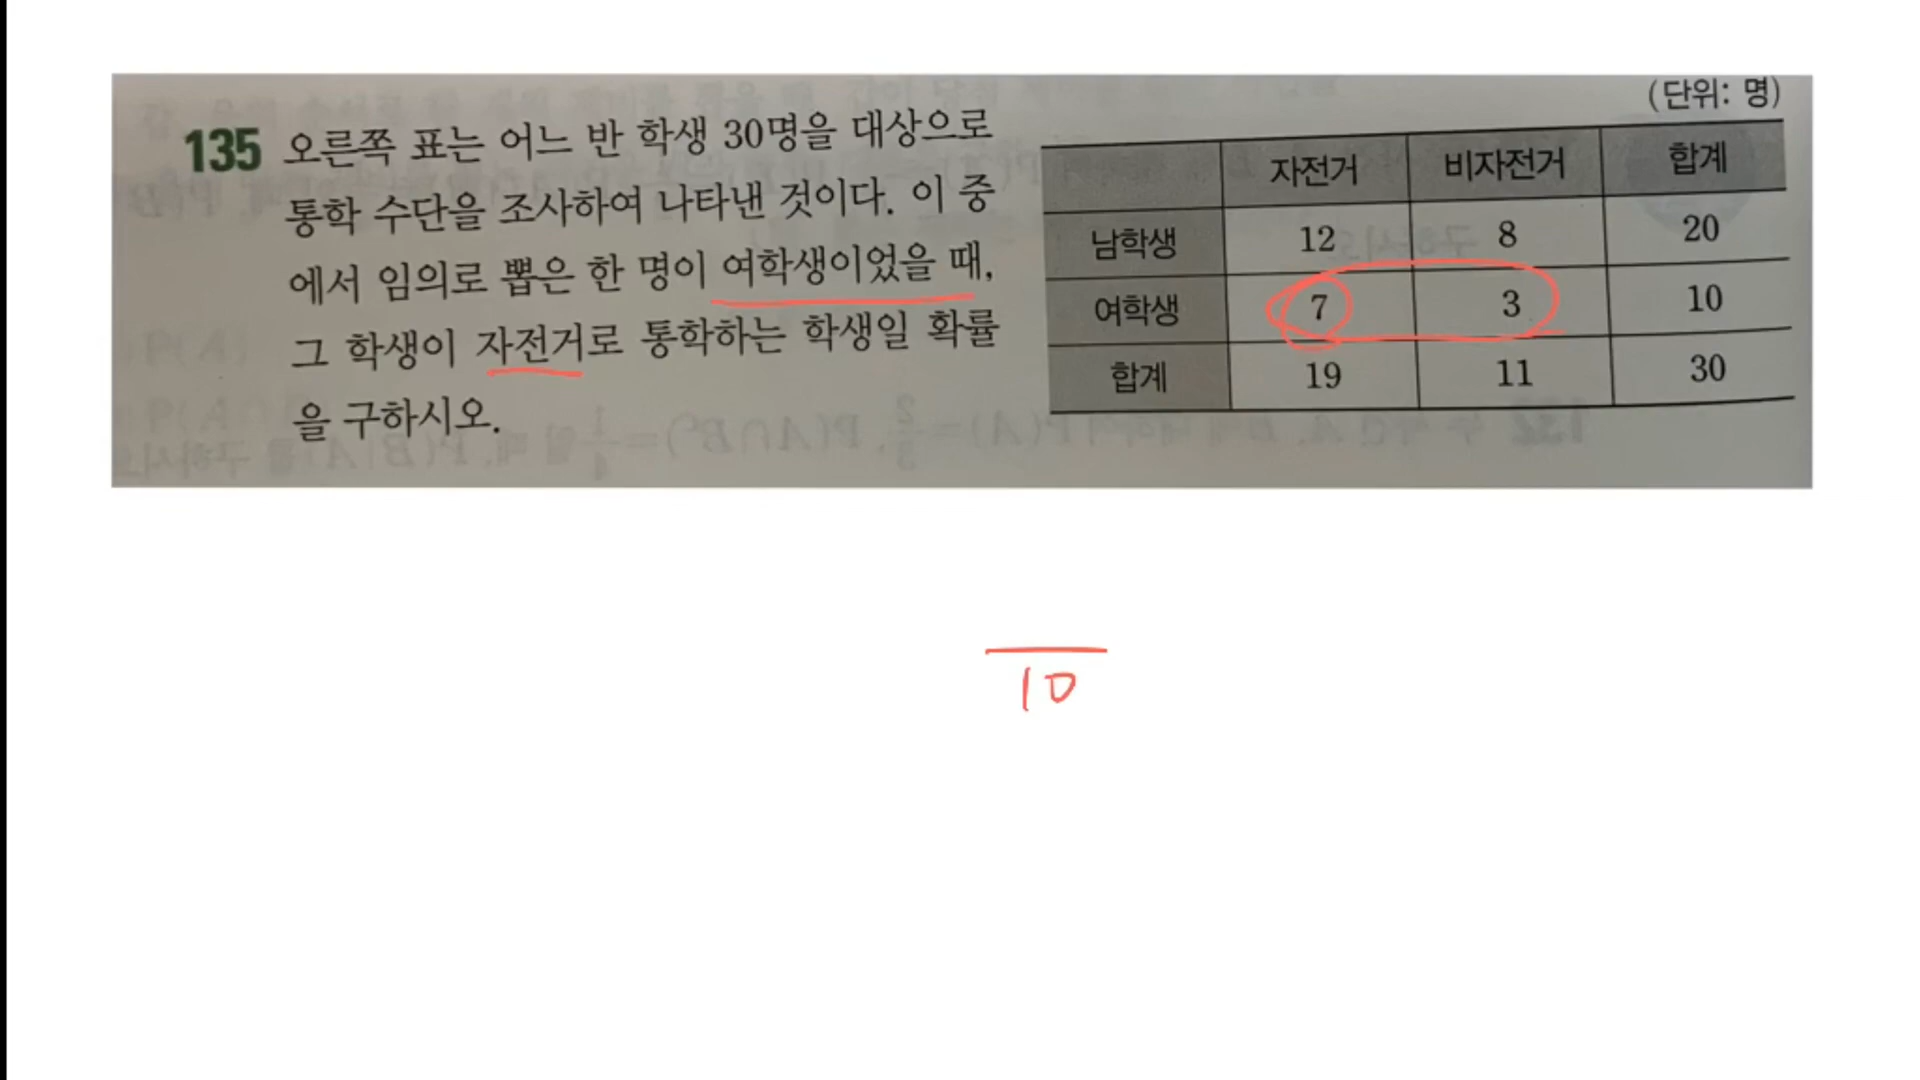 (단위: 명)
135 오른쪽 표는 어느 반 학생 30명을 대상으로
통학 수단을 조사하여 나타낸 것이다. 이 중
에서 임의로 뽑은 한 명이 여학생이었을 때,
그 학생이 자전거로 통학하는 학생일 확률
을 구하시오.
자전거 비자전거 합계
남학생 12 8 20
여학생 7 3 10
합계 19 11 30
10